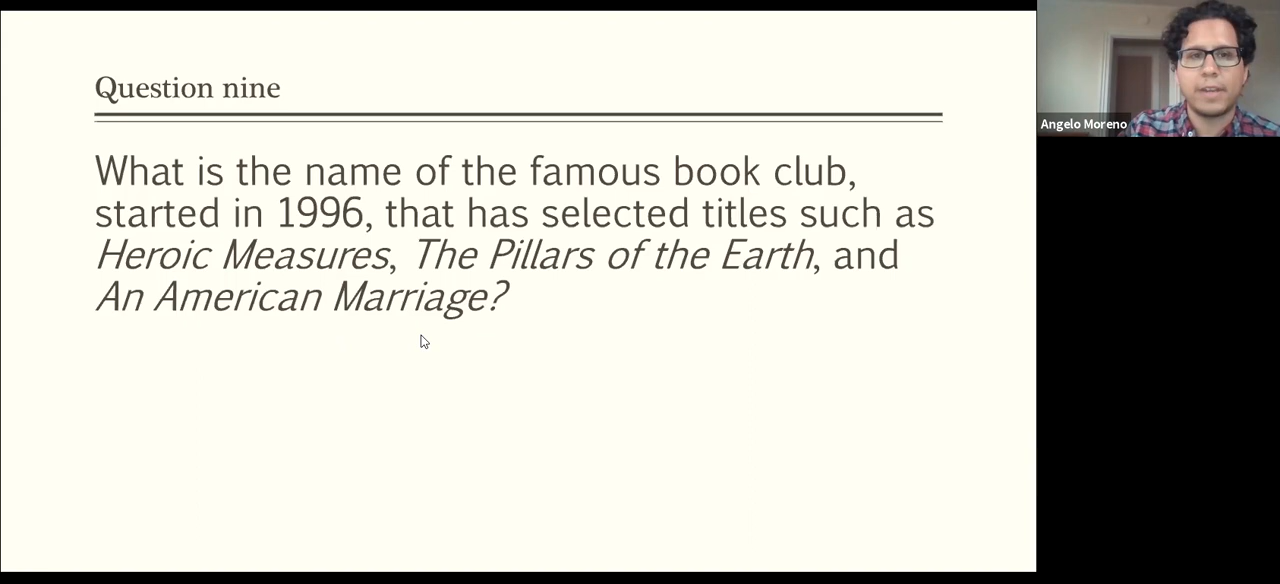 Question nine
What is the name of the famous book club,
started in 1996, that has selected titles such as
Heroic Measures, The Pillars of the Earth, and
An American Marriage?
Angelo Moreno